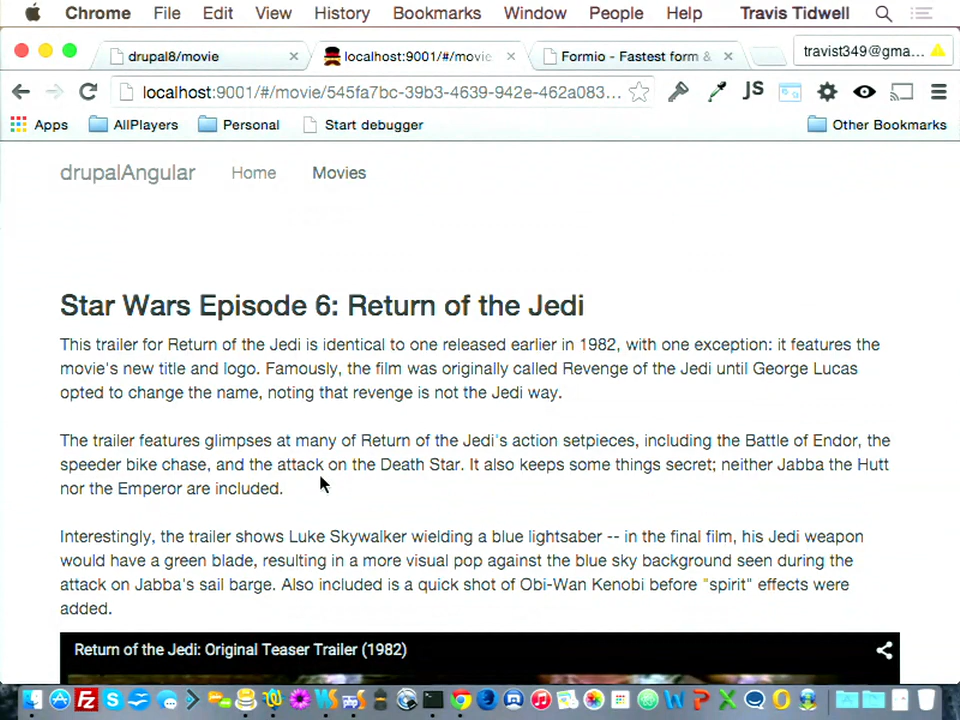 Chrome File Edit View History Bookmarks Window People Help Travis Tidwell
drupal8/movie
localhost:9001/#/movie
Formio - Fastest form &
travist349@gma...
localhost:9001/#/movie/545fa7bc-39b3-4639-942e-462a083...
JS
Apps AllPlayers Personal Start debugger Other Bookmarks
drupalAngular Home Movies
Star Wars Episode 6: Return of the Jedi
This trailer for Return of the Jedi is identical to one released earlier in 1982, with one exception: it features the
movie's new title and logo. Famously, the film was originally called Revenge of the Jedi until George Lucas
opted to change the name, noting that revenge is not the Jedi way.
The trailer features glimpses at many of Return of the Jedi's action setpieces, including the Battle of Endor, the
speeder bike chase, and the attack on the Death Star. It also keeps some things secret; neither Jabba the Hutt
nor the Emperor are included.
Interestingly, the trailer shows Luke Skywalker wielding a blue lightsaber -- in the final film, his Jedi weapon
would have a green blade, resulting in a more visual pop against the blue sky background seen during the
attack on Jabba's sail barge. Also included is a quick shot of Obi-Wan Kenobi before "spirit" effects were
added.
Return of the Jedi: Original Teaser Trailer (1982)